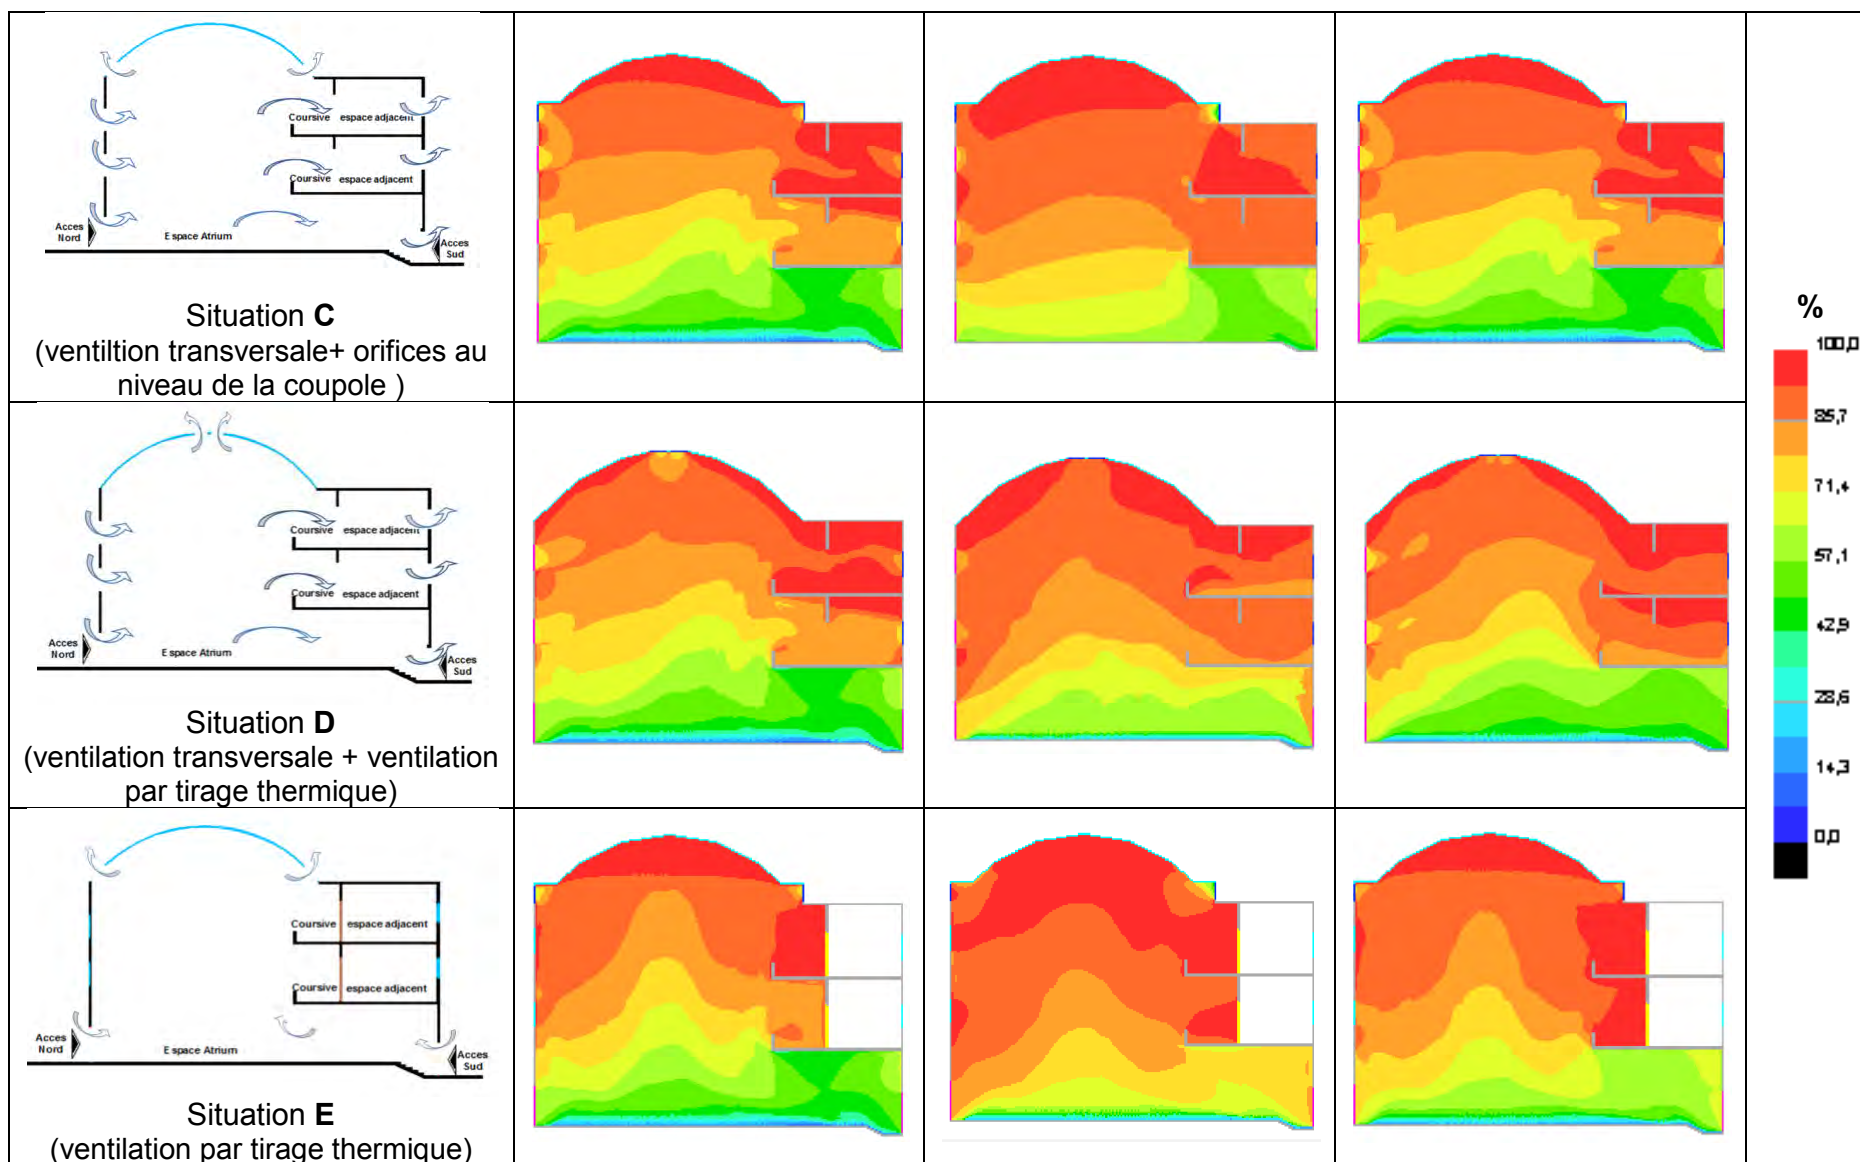 Coursive espace adjacent
Coursive espace adjacent
Acces
Nord
Espace Atrium
Acces
Sud
Situation C
(ventiltion transversale+ orifices au
niveau de la coupole )
%
100,0
85,7
71,4
57,1
42,9
28,6
14,3
0,0
Coursive espace adjacent
Coursive espace adjacent
Acces
Nord
Espace Atrium
Acces
Sud
Situation D
(ventilation transversale + ventilation
par tirage thermique)
Coursive espace adjacent
Coursive espace adjacent
Acces
Nord
Espace Atrium
Acces
Sud
Situation E
(ventilation par tirage thermique)